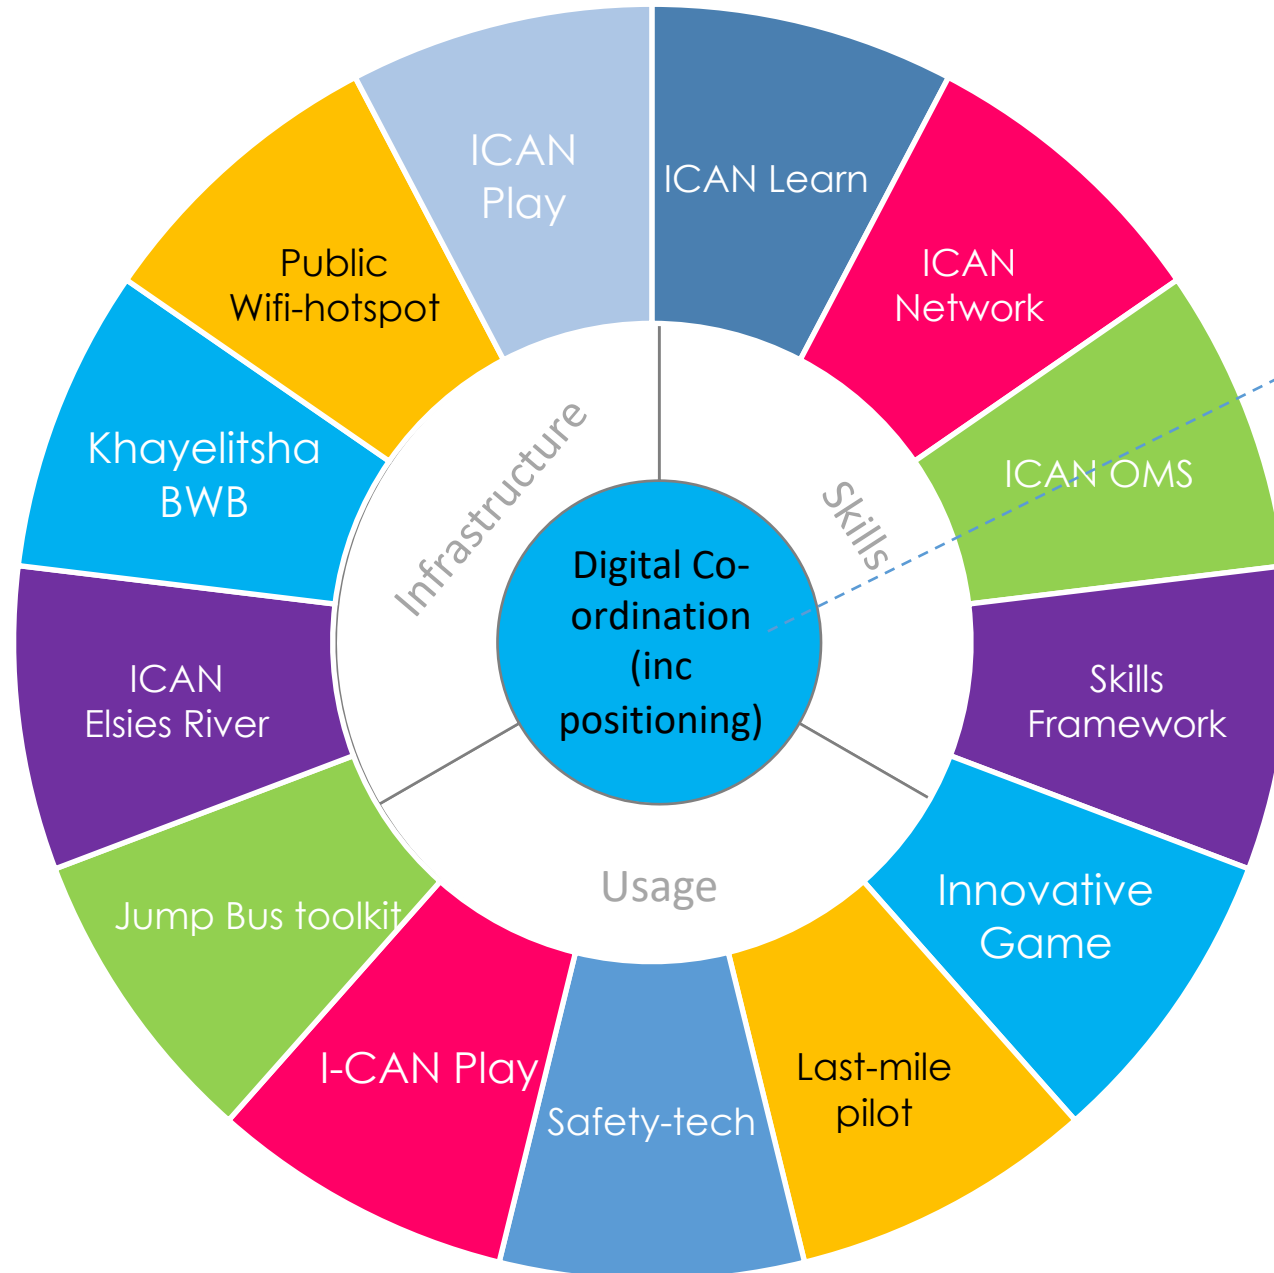 ICAN
Play
ICAN Learn
ICAN
Network
Public
Wifi-hotspot
ICAN OMS
Khayelitsha
BWB
Infrastructure
Skills
Digital Co-
ordination
(inc
positioning)
ICAN
Elsies River
Skills
Framework
Usage
Jump Bus toolkit
Innovative
Game
I-CAN Play
Last-mile
pilot
Safety-tech